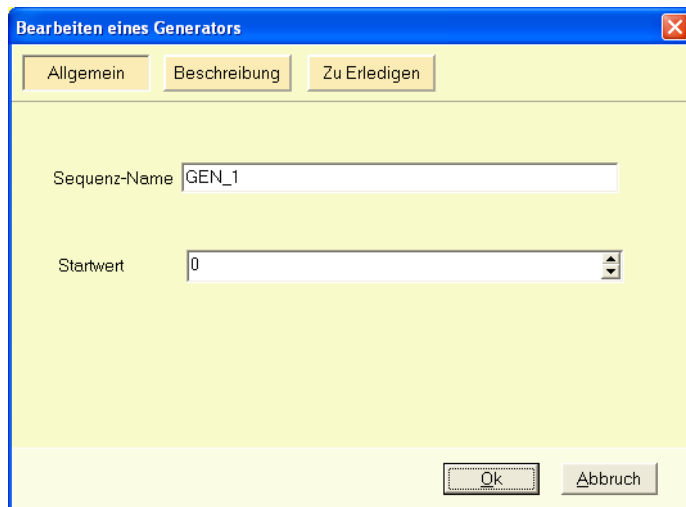 Bearbeiten eines Generators
Allgemein Beschreibung Zu Erledigen
Sequenz-Name GEN_1
Startwert 0
Ok Abbruch